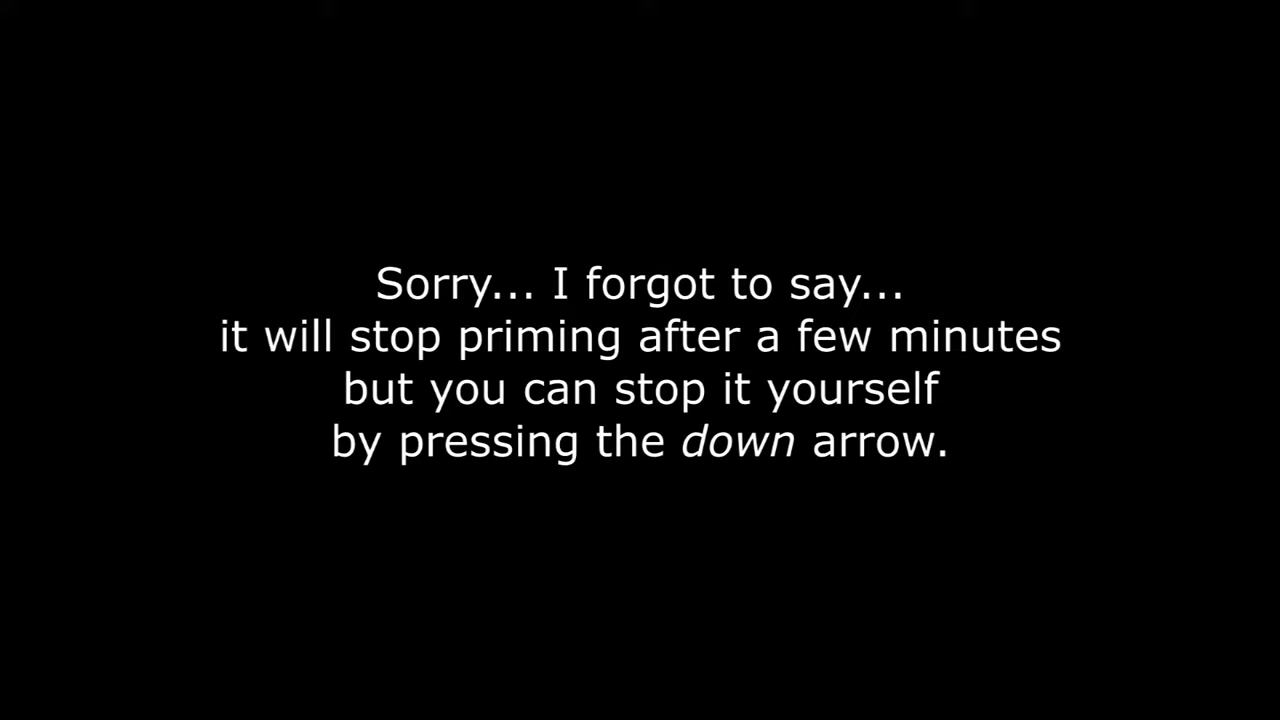 Sorry... I forgot to say...
it will stop priming after a few minutes
but you can stop it yourself
by pressing the down arrow.